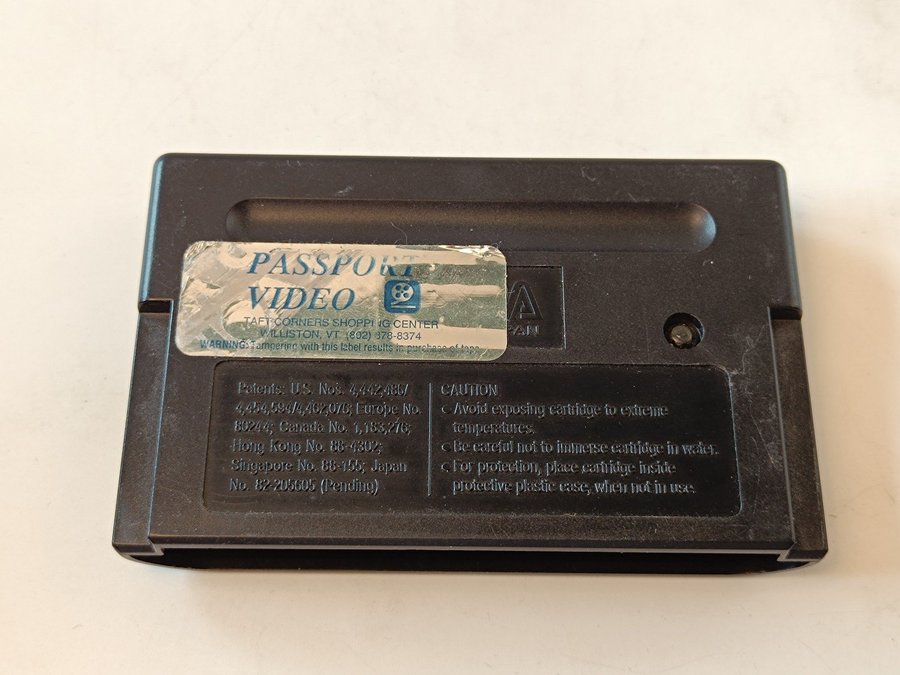 PASSPORT
VIDEO
TAFT CORNERS SHOPPING CENTER
WILLISTON, VT. (802) 878-8374
WARNING: Tampering with this label results in purchase of tape
PAN
Patents: U.S. Nos. 4,442,486/
4,454,594/4,462,076; Europe No.
80244; Canada No. 1,183,276;
Hong Kong No. 88-4302;
Singapore No. 88-155; Japan
No. 82-205605 (Pending)
CAUTION
Avoid exposing cartridge to extreme
temperatures.
Be careful not to immerse cartridge in water.
For protection, place cartridge inside
protective plastic case, when not in use.